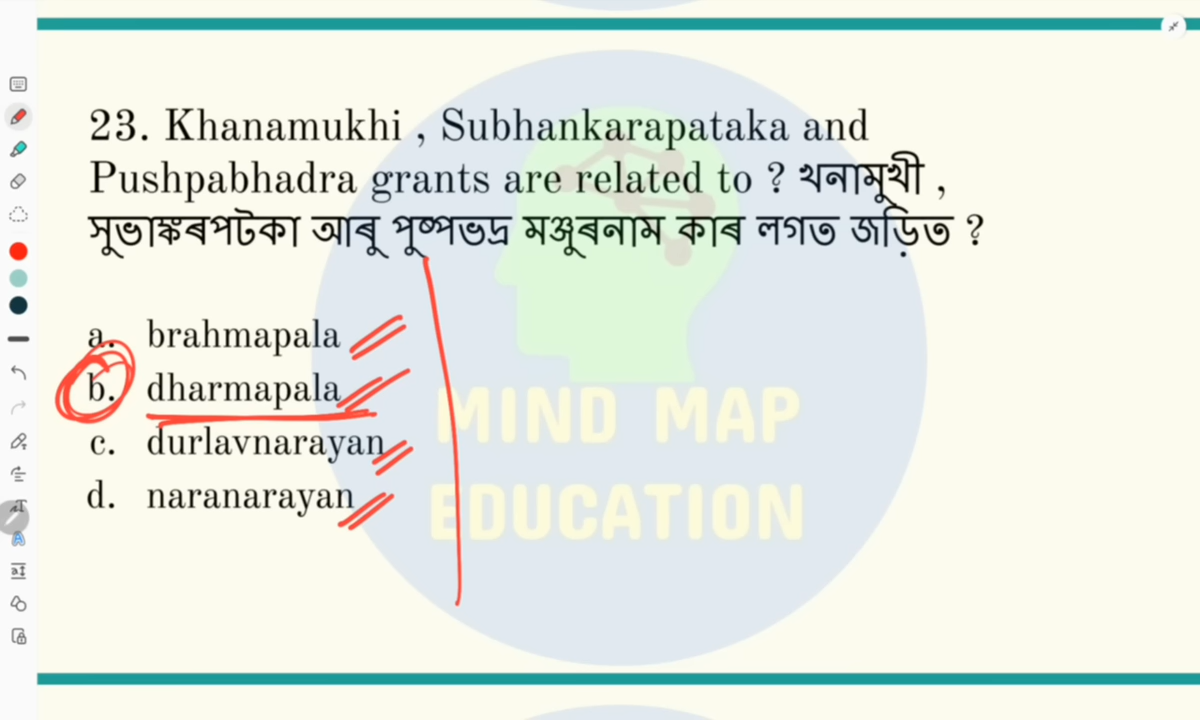 23. Khanamukhi , Subhankarapataka and
Pushpabhadra grants are related to ? খনামুখী ,
সুভাঙ্কৰপটকা আৰু পুষ্পভদ্ৰ মঞ্জুৰনাম কাৰ লগত জড়িত ?
a. brahmapala
b. dharmapala
c. durlavnarayan
d. naranarayan
MIND MAP
EDUCATION